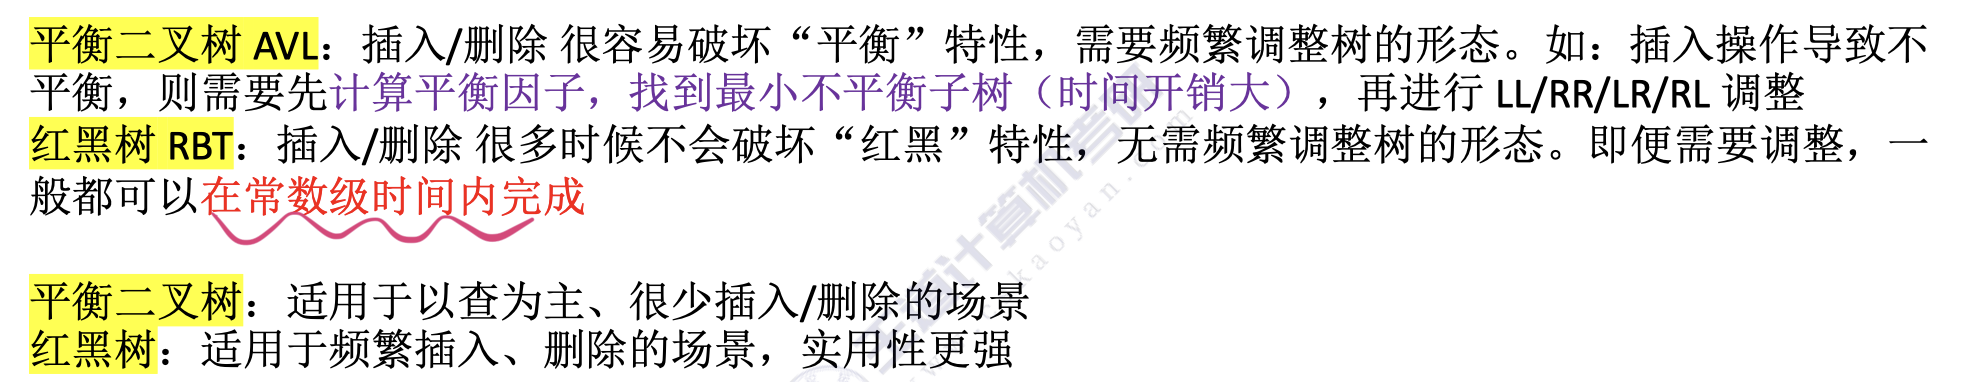 平衡二叉树 AVL：插入/删除 很容易破坏“平衡”特性，需要频繁调整树的形态。如：插入操作导致不
平衡，则需要先计算平衡因子，找到最小不平衡子树（时间开销大），再进行 LL/RR/LR/RL 调整
红黑树 RBT：插入/删除 很多时候不会破坏“红黑”特性，无需频繁调整树的形态。即便需要调整，一
般都可以在常数级时间内完成
平衡二叉树：适用于以查为主、很少插入/删除的场景
红黑树：适用于频繁插入、删除的场景，实用性更强